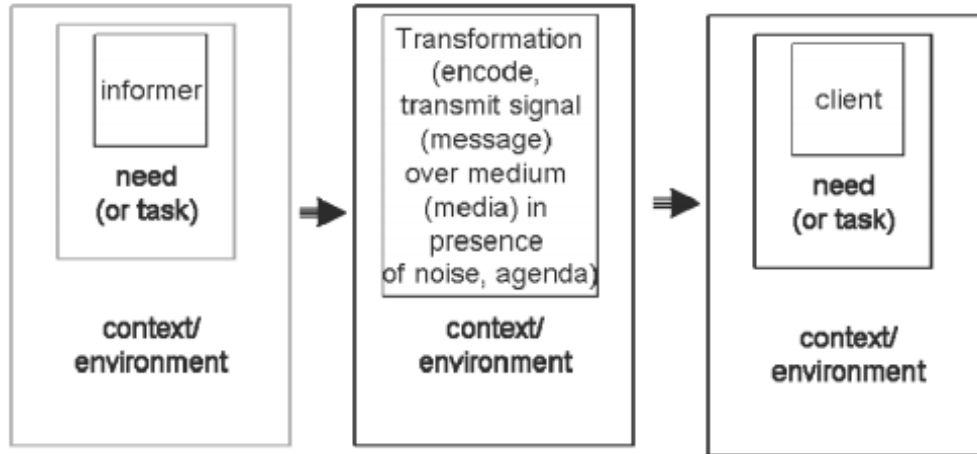 informer
need
(or task)
context/
environment
Transformation
(encode,
transmit signal
(message)
over medium
(media) in
presence
of noise, agenda)
context/
environment
client
need
(or task)
context/
environment